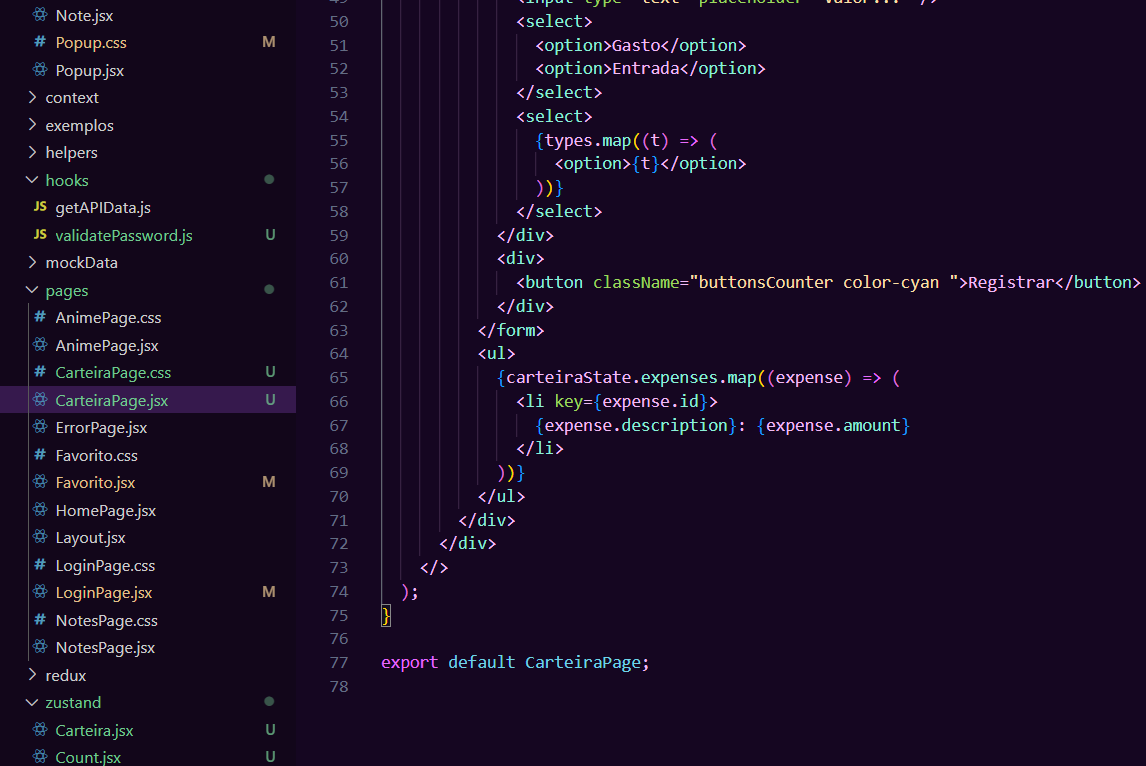 Note.jsx
# Popup.css M
Popup.jsx
context
exemplos
helpers
hooks
JS getAPIData.js
JS validatePassword.js U
mockData
pages
# AnimePage.css
AnimePage.jsx
# CarteiraPage.css U
CarteiraPage.jsx U
ErrorPage.jsx
# Favorito.css
Favorito.jsx M
HomePage.jsx
Layout.jsx
# LoginPage.css
LoginPage.jsx M
# NotesPage.css
NotesPage.jsx
redux
zustand
Carteira.jsx U
Count.jsx U
50 <select>
51 <option>Gasto</option>
52 <option>Entrada</option>
53 </select>
54 <select>
55 {types.map((t) => (
56 <option>{t}</option>
57 ))}
58 </select>
59 </div>
60 <div>
61 <button className="buttonsCounter color-cyan ">Registrar</button>
62 </div>
63 </form>
64 <ul>
65 {carteiraState.expenses.map((expense) => (
66 <li key={expense.id}>
67 {expense.description}: {expense.amount}
68 </li>
69 ))}
70 </ul>
71 </div>
72 </div>
73 </>
74 );
75 }
76
77 export default CarteiraPage;
78